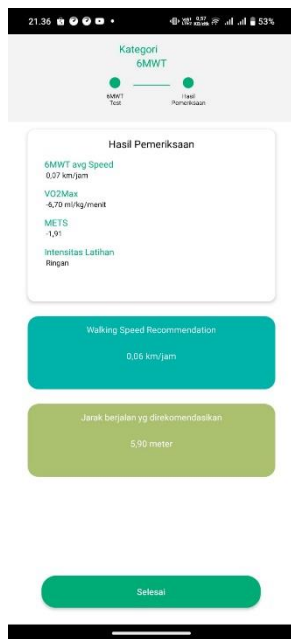 21.36
53%
Kategori
6MWT
6MWT
Test
Hasil
Pemeriksaan
Hasil Pemeriksaan
6MWT avg Speed
0,07 km/jam
VO2Max
-6,70 ml/kg/menit
METS
-1,91
Intensitas Latihan
Ringan
Walking Speed Recommendation
0,06 km/jam
Jarak berjalan yg direkomendasikan
5,90 meter
Selesai